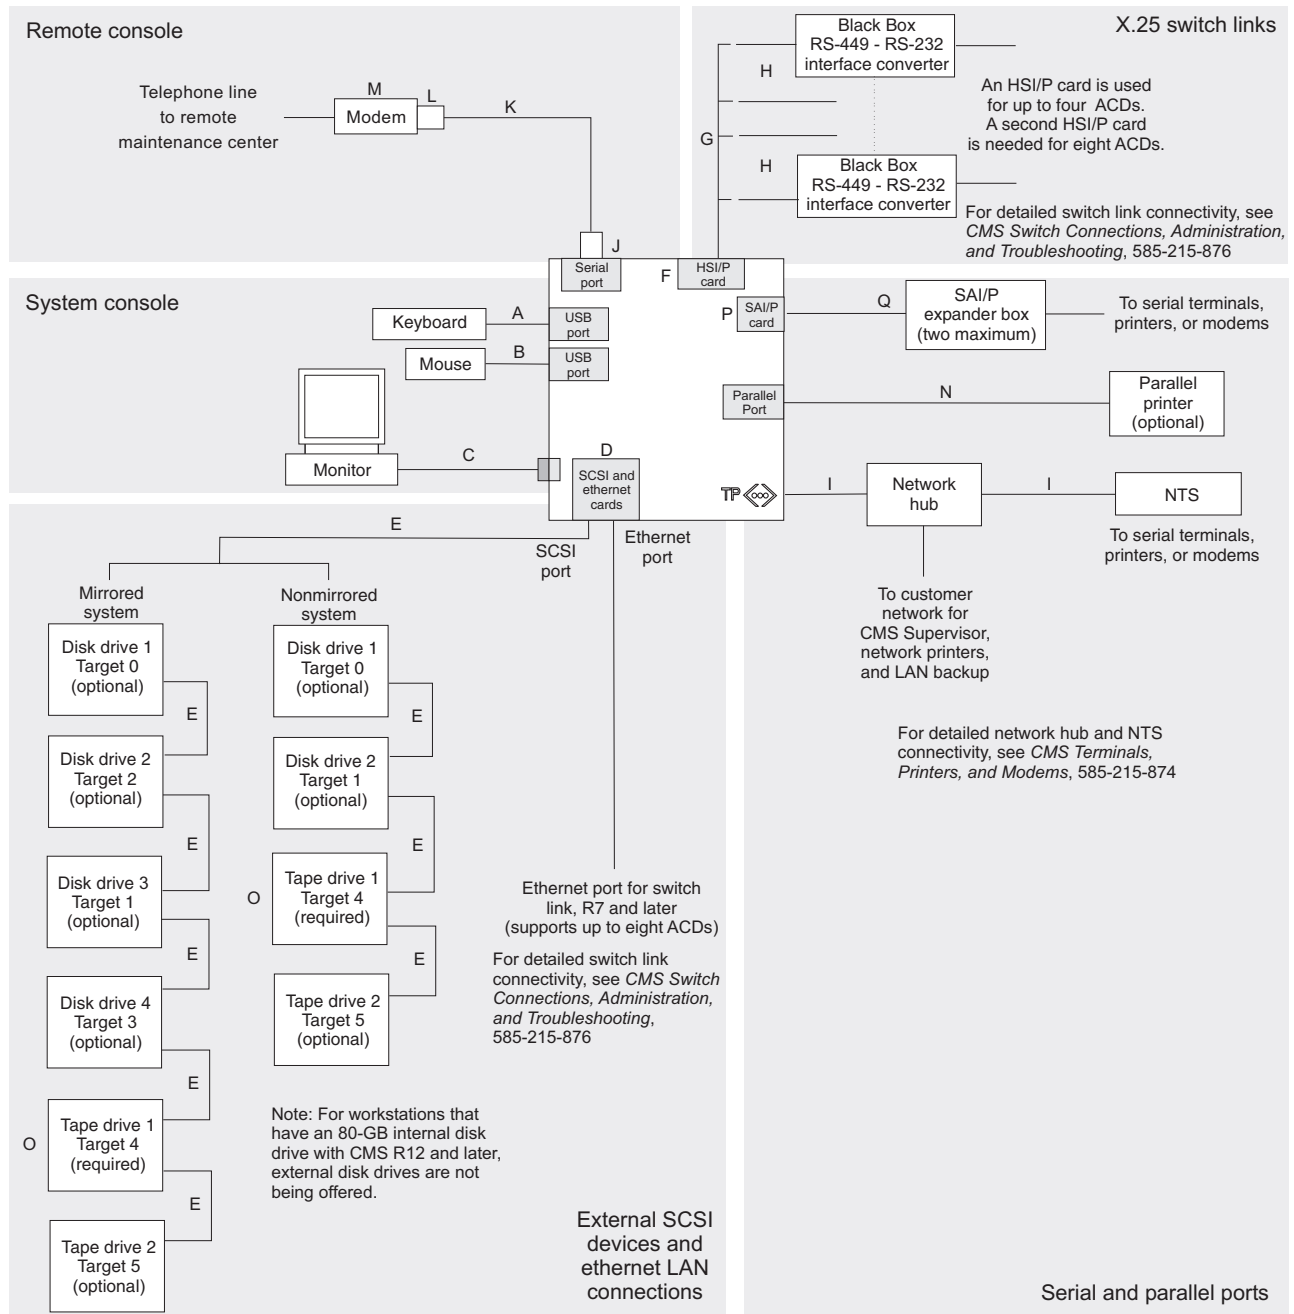 Remote console
Telephone line
to remote
maintenance center
M
Modem
L
K
J
X.25 switch links
Black Box
RS-449 - RS-232
interface converter
H
An HSI/P card is used
for up to four ACDs.
A second HSI/P card
is needed for eight ACDs.
G
H
Black Box
RS-449 - RS-232
interface converter
For detailed switch link connectivity, see
CMS Switch Connections, Administration,
and Troubleshooting, 585-215-876
System console
Serial
port
F
HSI/P
card
Keyboard
A
USB
port
Mouse
B
USB
port
Monitor
C
D
SCSI and
ethernet
cards
P
SAI/P
card
Q
SAI/P
expander box
(two maximum)
To serial terminals,
printers, or modems
Parallel
Port
N
Parallel
printer
(optional)
TP
I
Network
hub
I
NTS
To serial terminals,
printers, or modems
To customer
network for
CMS Supervisor,
network printers,
and LAN backup
For detailed network hub and NTS
connectivity, see CMS Terminals,
Printers, and Modems, 585-215-874
Serial and parallel ports
E
SCSI
port
Ethernet
port
Mirrored
system
Disk drive 1
Target 0
(optional)
E
Disk drive 2
Target 2
(optional)
E
Disk drive 3
Target 1
(optional)
E
Disk drive 4
Target 3
(optional)
E
O
Tape drive 1
Target 4
(required)
E
Tape drive 2
Target 5
(optional)
Nonmirrored
system
Disk drive 1
Target 0
(optional)
E
Disk drive 2
Target 1
(optional)
E
O
Tape drive 1
Target 4
(required)
E
Tape drive 2
Target 5
(optional)
Ethernet port for switch
link, R7 and later
(supports up to eight ACDs)
For detailed switch link
connectivity, see CMS Switch
Connections, Administration,
and Troubleshooting,
585-215-876
Note: For workstations that
have an 80-GB internal disk
drive with CMS R12 and later,
external disk drives are not
being offered.
External SCSI
devices and
ethernet LAN
connections